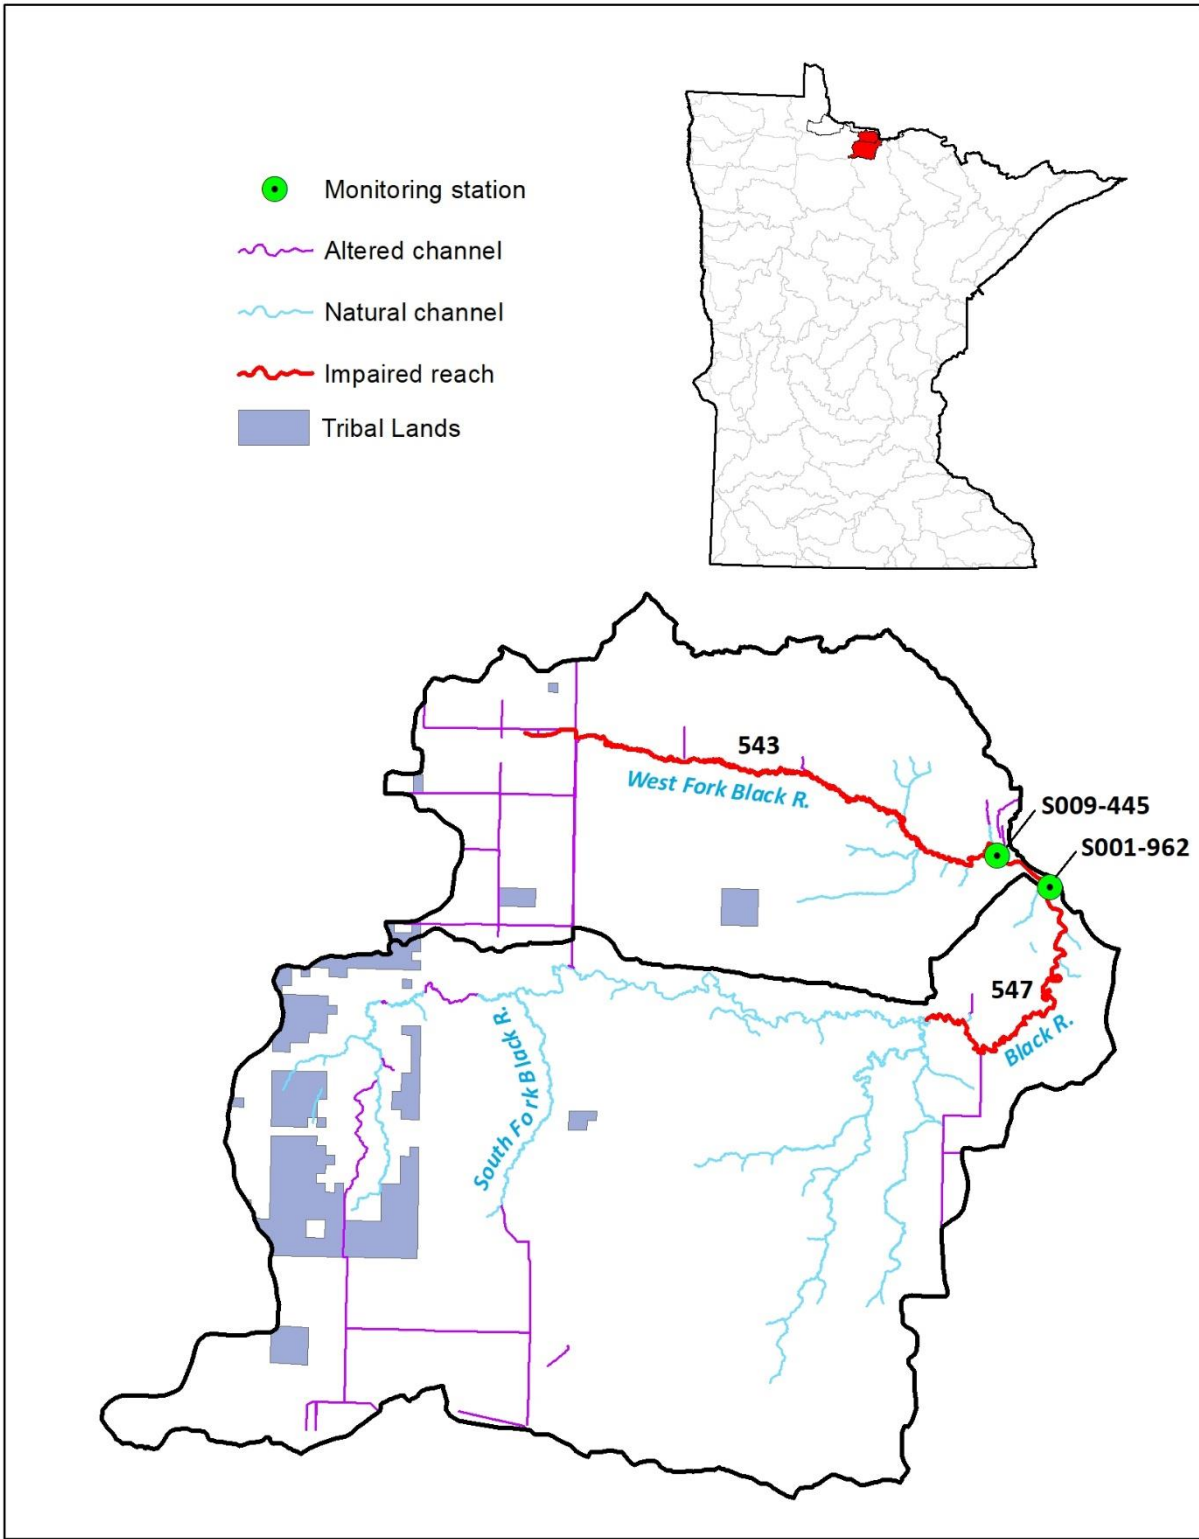 Monitoring station
Altered channel
Natural channel
Impaired reach
Tribal Lands
543
West Fork Black R.
S009-445
S001-962
547
Black R.
South Fork Black R.